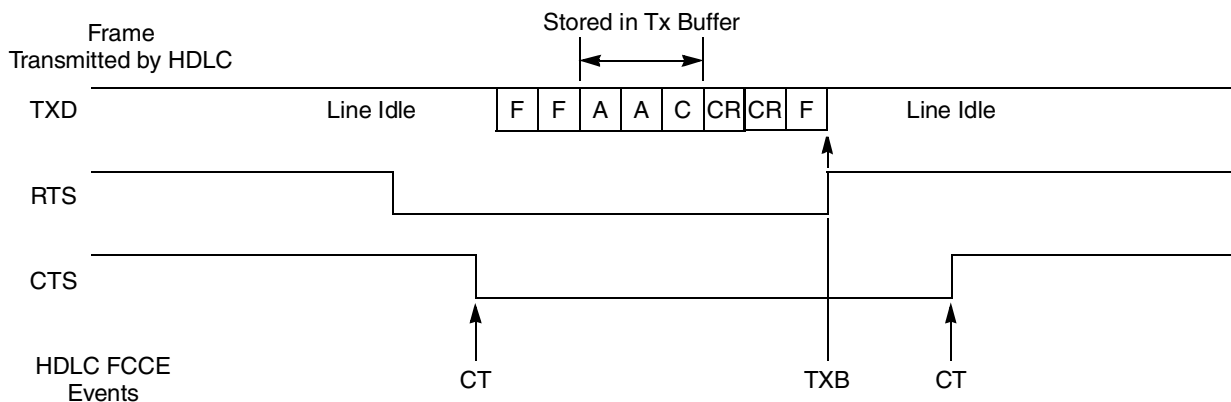 Frame
Transmitted by HDLC
Stored in Tx Buffer
TXD
Line Idle
F F A A C CR CR F
Line Idle
RTS
CTS
HDLC FCCE
Events
CT
TXB
CT